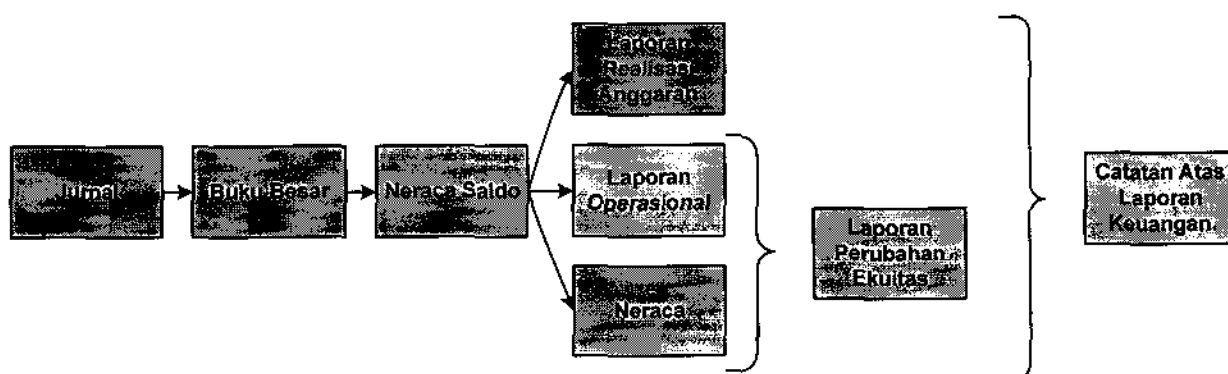 Laporan
Realisasi
Anggaran
Jurnal
Buku Besar
Neraca Saldo
Laporan
Operasional
Neraca
Laporan
Perubahan
Ekuitas
Catatan Atas
Laporan
Keuangan